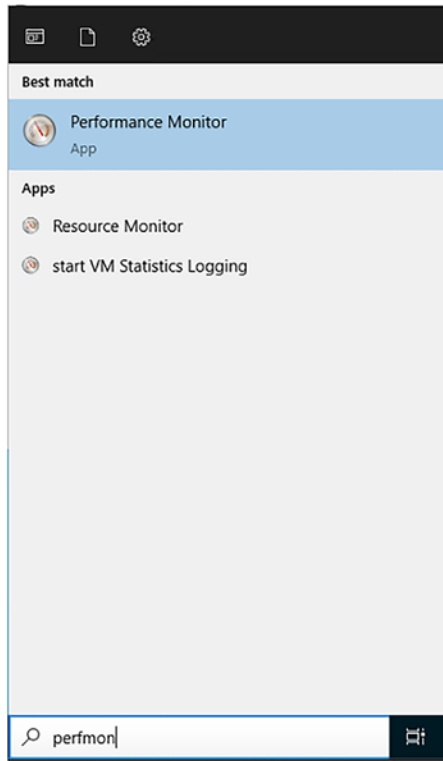 Best match
Performance Monitor
App
Apps
Resource Monitor
start VM Statistics Logging
perfmon